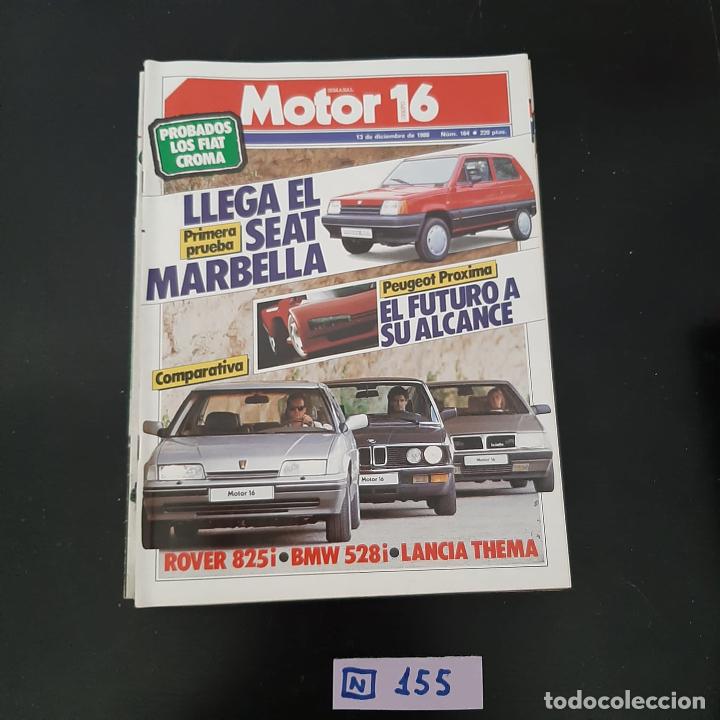 SEMANAL
Motor 16
13 de diciembre de 1986 Núm. 164 • 220 ptas.
PROBADOS
LOS FIAT
CROMA
LLEGA EL
Primera
prueba
SEAT
MARBELLA
Peugeot Proxima
EL FUTURO A
SU ALCANCE
Comparativa
Motor 16
Motor 16
Motor 16
ROVER 825i • BMW 528i • LANCIA THEMA
N 155
todocoleccion